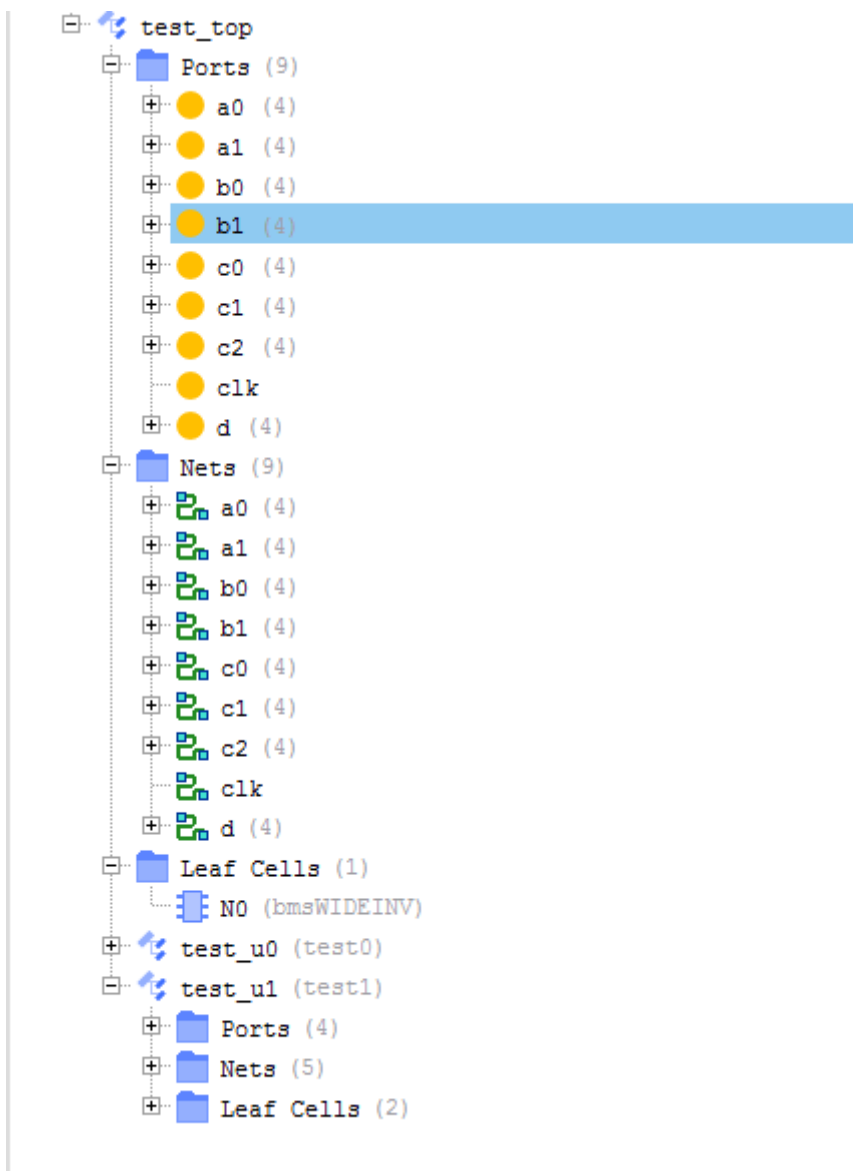 test_top
Ports (9)
a0 (4)
a1 (4)
b0 (4)
b1 (4)
c0 (4)
c1 (4)
c2 (4)
clk
d (4)
Nets (9)
a0 (4)
a1 (4)
b0 (4)
b1 (4)
c0 (4)
c1 (4)
c2 (4)
clk
d (4)
Leaf Cells (1)
N0 (bmsWIDEINV)
test_u0 (test0)
test_u1 (test1)
Ports (4)
Nets (5)
Leaf Cells (2)